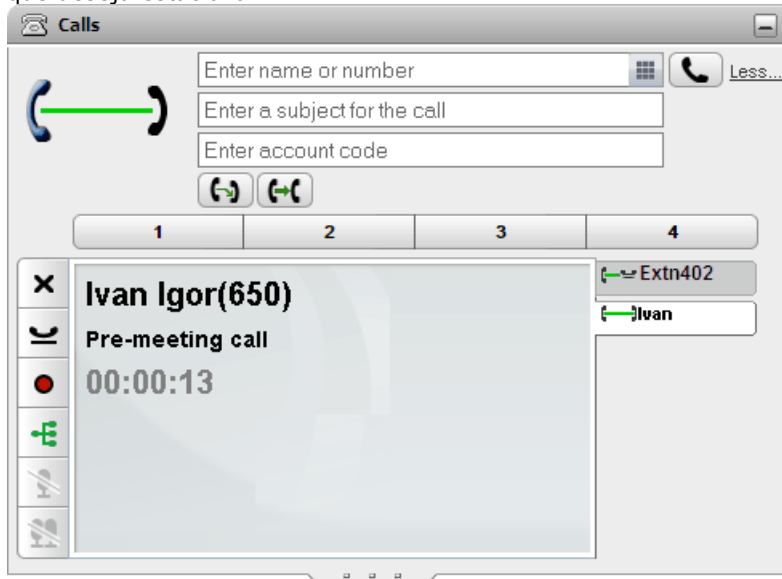 Calls
Enter name or number
Less...
Enter a subject for the call
Enter account code
1 2 3 4
Ivan Igor(650)
Extn402
Ivan
Pre-meeting call
00:00:13